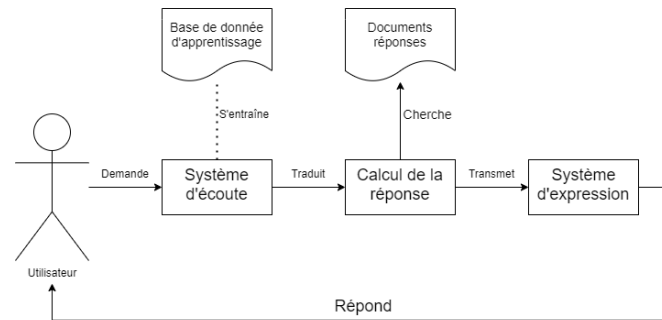 Base de donnée
d'apprentissage
Documents
réponses
S'entraîne
Cherche
Demande
Système
d'écoute
Traduit
Calcul de la
réponse
Transmet
Système
d'expression
Utilisateur
Répond